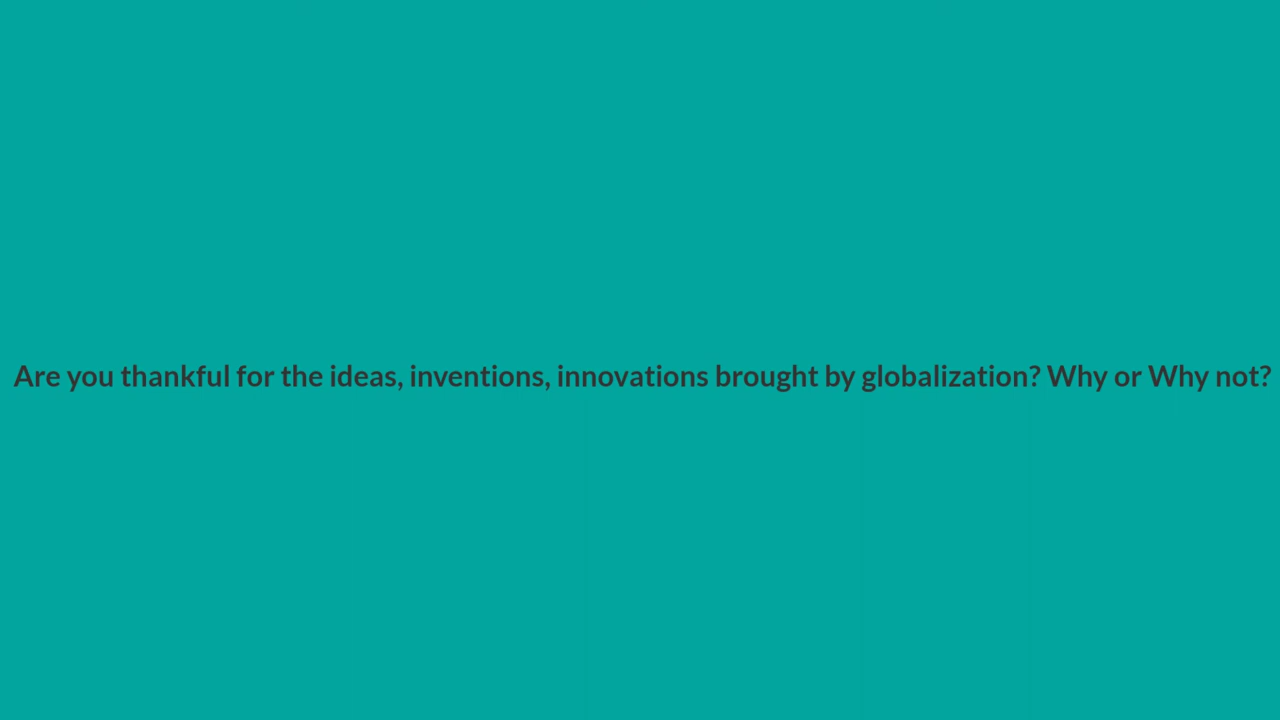 Are you thankful for the ideas, inventions, innovations brought by globalization? Why or Why not?